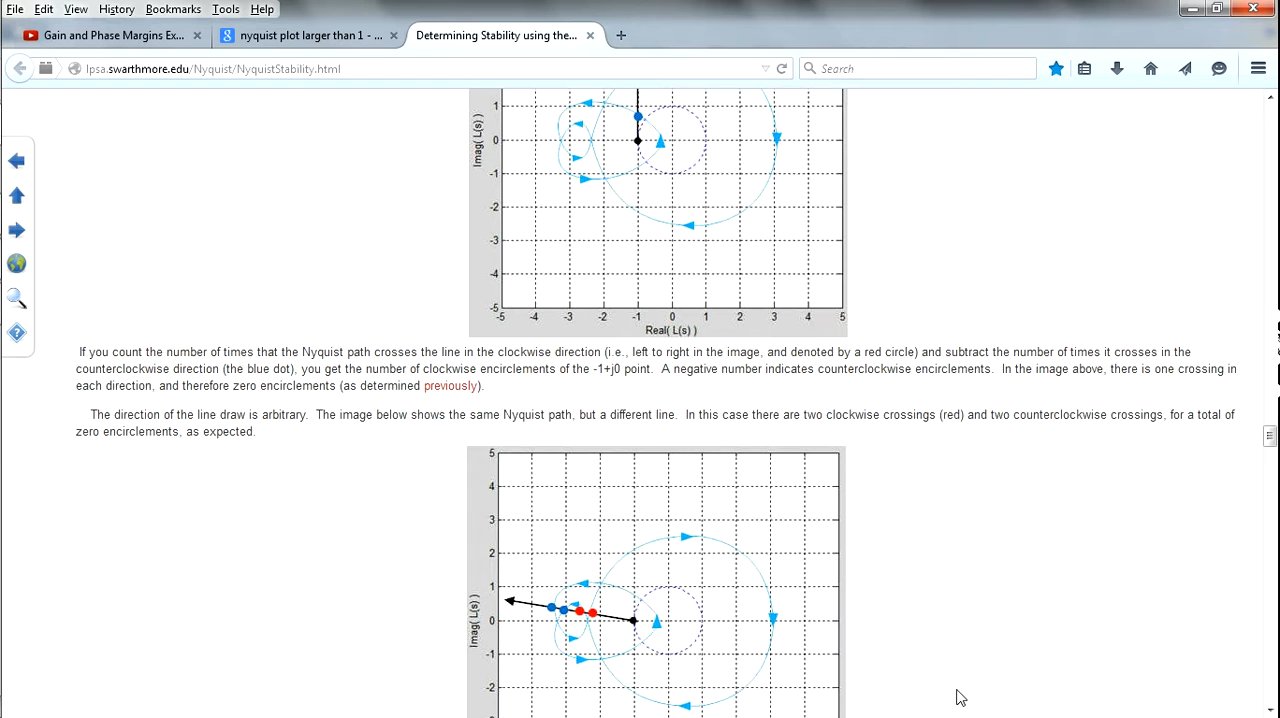 File Edit View History Bookmarks Tools Help
Gain and Phase Margins Ex... × nyquist plot larger than 1 - ... × Determining Stability using the... × +
lpsa.swarthmore.edu/Nyquist/NyquistStability.html Search
1
0
-1
-2
-3
-4
-5
Imag( L(s) )
-5 -4 -3 -2 -1 0 1 2 3 4 5
Real( L(s) )
If you count the number of times that the Nyquist path crosses the line in the clockwise direction (i.e., left to right in the image, and denoted by a red circle) and subtract the number of times it crosses in the
counterclockwise direction (the blue dot), you get the number of clockwise encirclements of the -1+j0 point. A negative number indicates counterclockwise encirclements. In the image above, there is one crossing in
each direction, and therefore zero encirclements (as determined previously).
The direction of the line draw is arbitrary. The image below shows the same Nyquist path, but a different line. In this case there are two clockwise crossings (red) and two counterclockwise crossings, for a total of
zero encirclements, as expected.
5
4
3
2
1
0
-1
-2
Imag( L(s) )